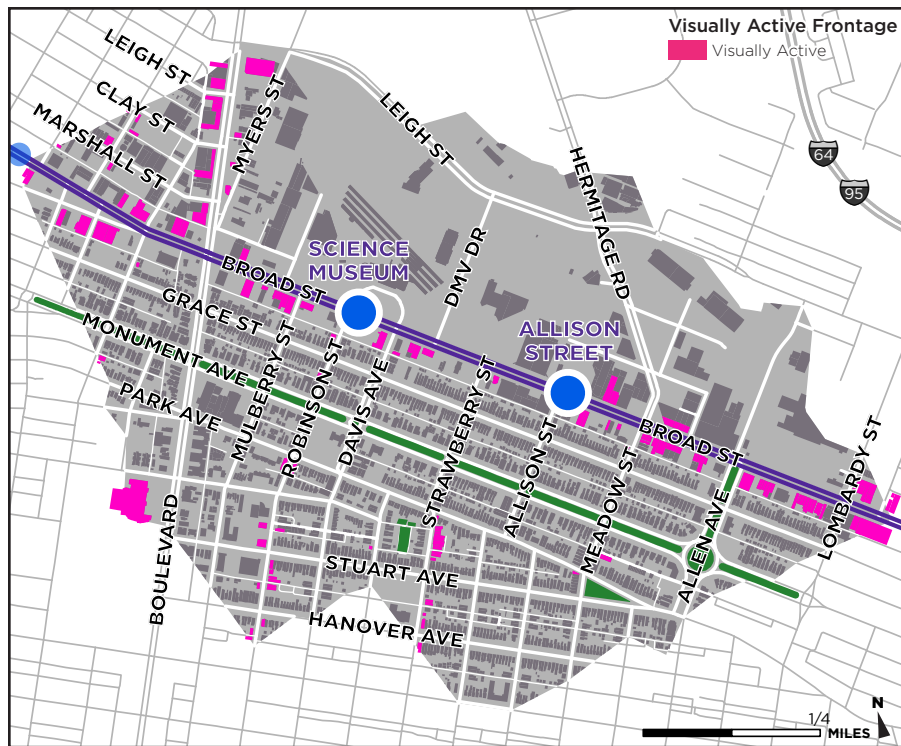 Visually Active Frontage
Visually Active
LEIGH ST
CLAY ST
MARSHALL ST
MYERS ST
LEIGH ST
HERMITAGE RD
64
95
SCIENCE
MUSEUM
DMV DR
BROAD ST
GRACE ST
MONUMENT AVE
PARK AVE
MULBERRY ST
ROBINSON ST
DAVIS AVE
ALLISON
STREET
STRAWBERRY ST
ALLISON ST
MEADOW ST
BROAD ST
ALLEN AVE
LOMBARDY ST
BOULEVARD
STUART AVE
HANOVER AVE
N
1/4
MILES